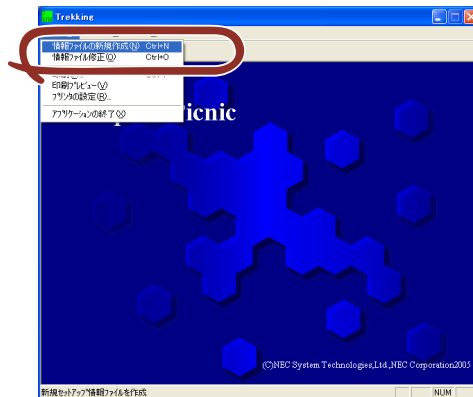 Trekking
情報ファイルの新規作成(N) Ctrl+N
情報ファイル修正(O) Ctrl+O
印刷プレビュー(V)
プリンタの設定(R)...
アプリケーションの終了(X)
icnic
(C)NEC System Technologies,Ltd.,NEC Corporation2005
新規セットアップ情報ファイルを作成
NUM